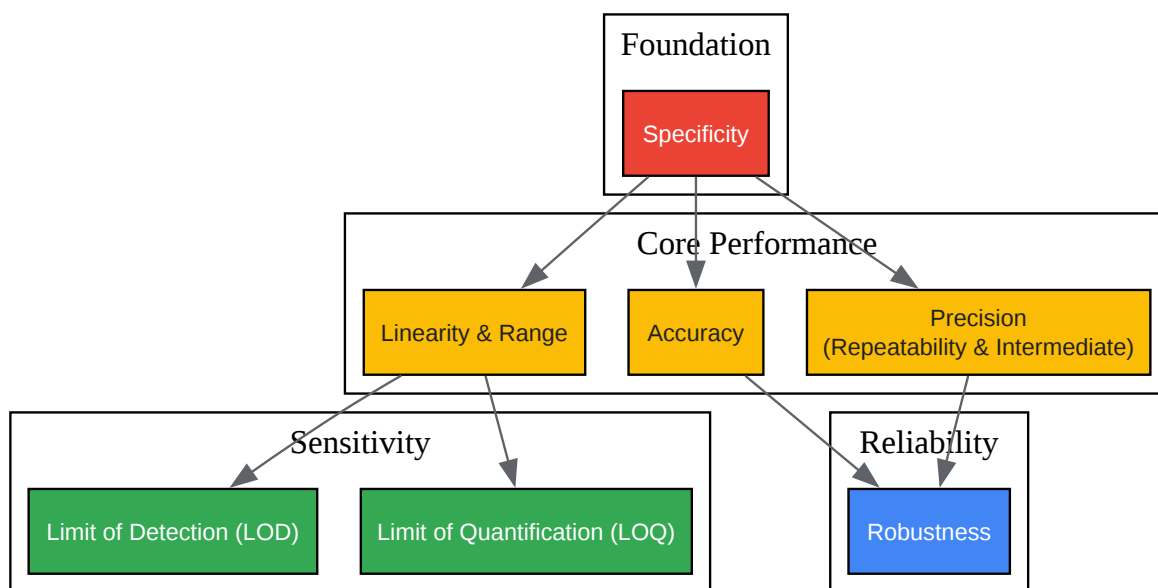 Foundation
Specificity
Core Performance
Linearity & Range
Accuracy
Precision
(Repeatability & Intermediate)
Sensitivity
Limit of Detection (LOD)
Limit of Quantification (LOQ)
Reliability
Robustness